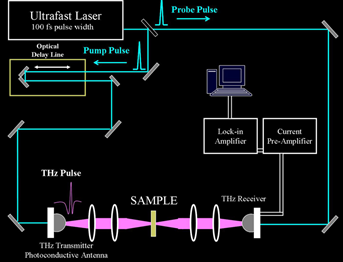 Ultrafast Laser
100 fs pulse width
Probe Pulse
Optical
Delay Line
Pump Pulse
Lock-in
Amplifier
Current
Pre-Amplifier
THz Pulse
SAMPLE
THz Receiver
THz Transmitter
Photoconductive Antenna